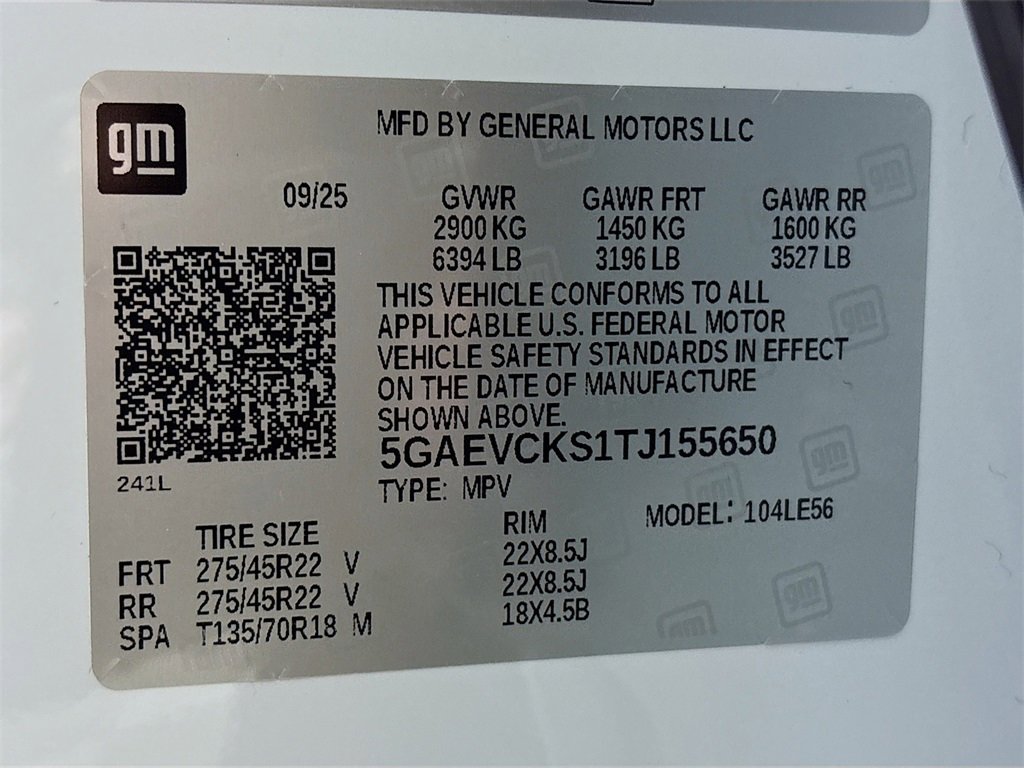 gm
MFD BY GENERAL MOTORS LLC
09/25 GVWR GAWR FRT GAWR RR
2900 KG 1450 KG 1600 KG
6394 LB 3196 LB 3527 LB
THIS VEHICLE CONFORMS TO ALL
APPLICABLE U.S. FEDERAL MOTOR
VEHICLE SAFETY STANDARDS IN EFFECT
ON THE DATE OF MANUFACTURE
SHOWN ABOVE.
5GAEVCKS1TJ155650
241L
TYPE: MPV
MODEL: 104LE56
TIRE SIZE RIM
FRT 275/45R22 V 22X8.5J
RR 275/45R22 V 22X8.5J
SPA T135/70R18 M 18X4.5B